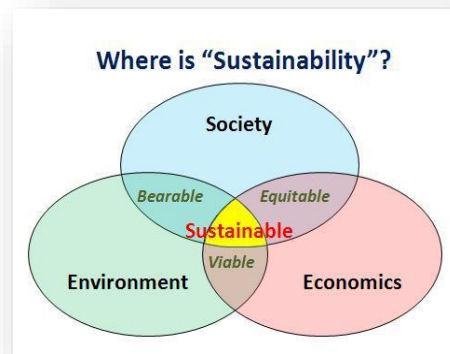 Where is “Sustainability”?
Society
Bearable
Equitable
Sustainable
Viable
Environment
Economics